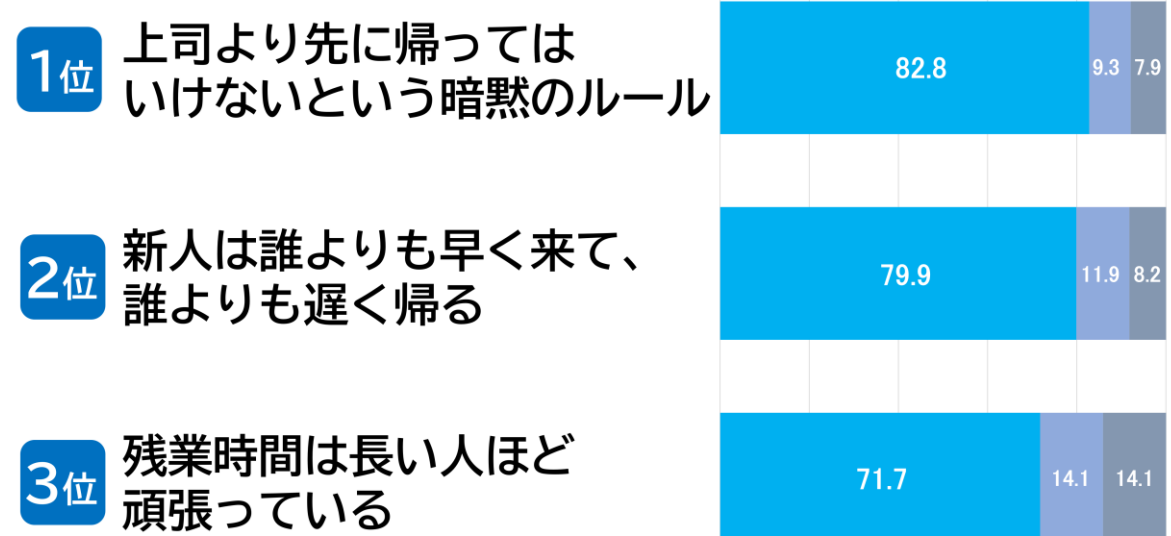 1位
上司より先に帰っては
いけないという暗黙のルール
82.8 9.3 7.9
2位
新人は誰よりも早く来て、
誰よりも遅く帰る
79.9 11.9 8.2
3位
残業時間は長い人ほど
頑張っている
71.7 14.1 14.1